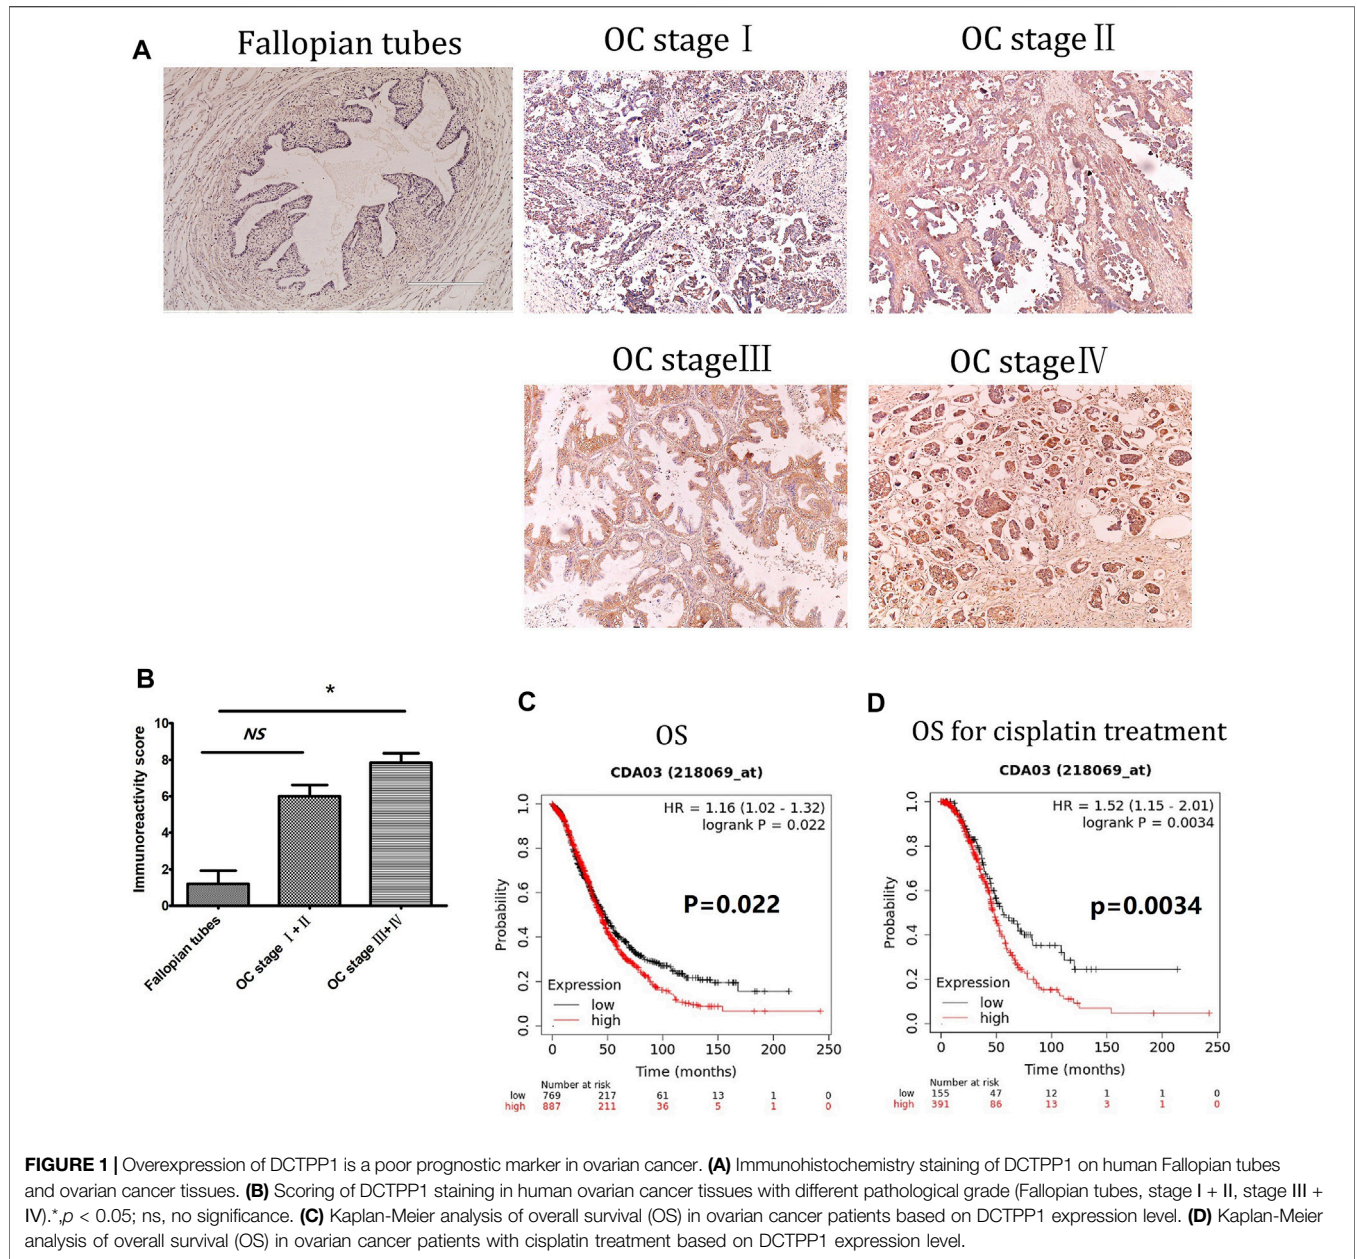 A
Fallopian tubes
OC stage Ⅰ
OC stage Ⅱ
OC stageⅢ
OC stageⅣ
B
*
NS
Immunoreactivity score
10
8
6
4
2
0
Fallopian tubes
OC stage Ⅰ+Ⅱ
OC stage Ⅲ+Ⅳ
C
OS
CDA03 (218069_at)
HR = 1.16 (1.02 - 1.32)
logrank P = 0.022
P=0.022
Probability
1.0
0.8
0.6
0.4
0.2
0.0
Expression
low
high
0 50 100 150 200 250
Time (months)
Number at risk
low 769 217 61 13 1 0
high 887 211 36 5 1 0
D
OS for cisplatin treatment
CDA03 (218069_at)
HR = 1.52 (1.15 - 2.01)
logrank P = 0.0034
p=0.0034
Probability
1.0
0.8
0.6
0.4
0.2
0.0
Expression
low
high
0 50 100 150 200 250
Time (months)
Number at risk
low 155 47 12 1 1 0
high 391 86 13 3 1 0
FIGURE 1 | Overexpression of DCTPP1 is a poor prognostic marker in ovarian cancer. (A) Immunohistochemistry staining of DCTPP1 on human Fallopian tubes
and ovarian cancer tissues. (B) Scoring of DCTPP1 staining in human ovarian cancer tissues with different pathological grade (Fallopian tubes, stage I + II, stage III +
IV).*,p < 0.05; ns, no significance. (C) Kaplan-Meier analysis of overall survival (OS) in ovarian cancer patients based on DCTPP1 expression level. (D) Kaplan-Meier
analysis of overall survival (OS) in ovarian cancer patients with cisplatin treatment based on DCTPP1 expression level.